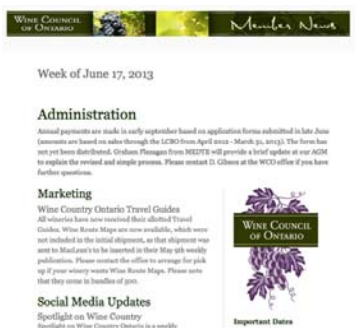 WINE COUNCIL
OF ONTARIO
Member News
Week of June 17, 2013
Administration
Annual payments are made in early september based on application forms submitted in late June
(amounts are based on sales through the LCBO from April 2012 - March 31, 2013). The form has
not yet been distributed. Graham Flanagan from MEDTE will provide a brief update at our AGM
to explain the revised and simple process. Please contact D. Gibson at the WCO office if you have
further questions.
Marketing
Wine Country Ontario Travel Guides
All wineries have now received their allotted Travel
Guides. Wine Route Maps are now available, which were
not included in the initial shipment, as that shipment was
sent to MacLean's to be inserted in their May 9th weekly
publication. Please contact the office to arrange for pick
up if your winery wants Wine Route Maps. Please note
that they come in bundles of 500.
WINE COUNCIL
OF ONTARIO
Social Media Updates
Spotlight on Wine Country
Spotlight on Wine Country Ontario is a weekly
Important Dates